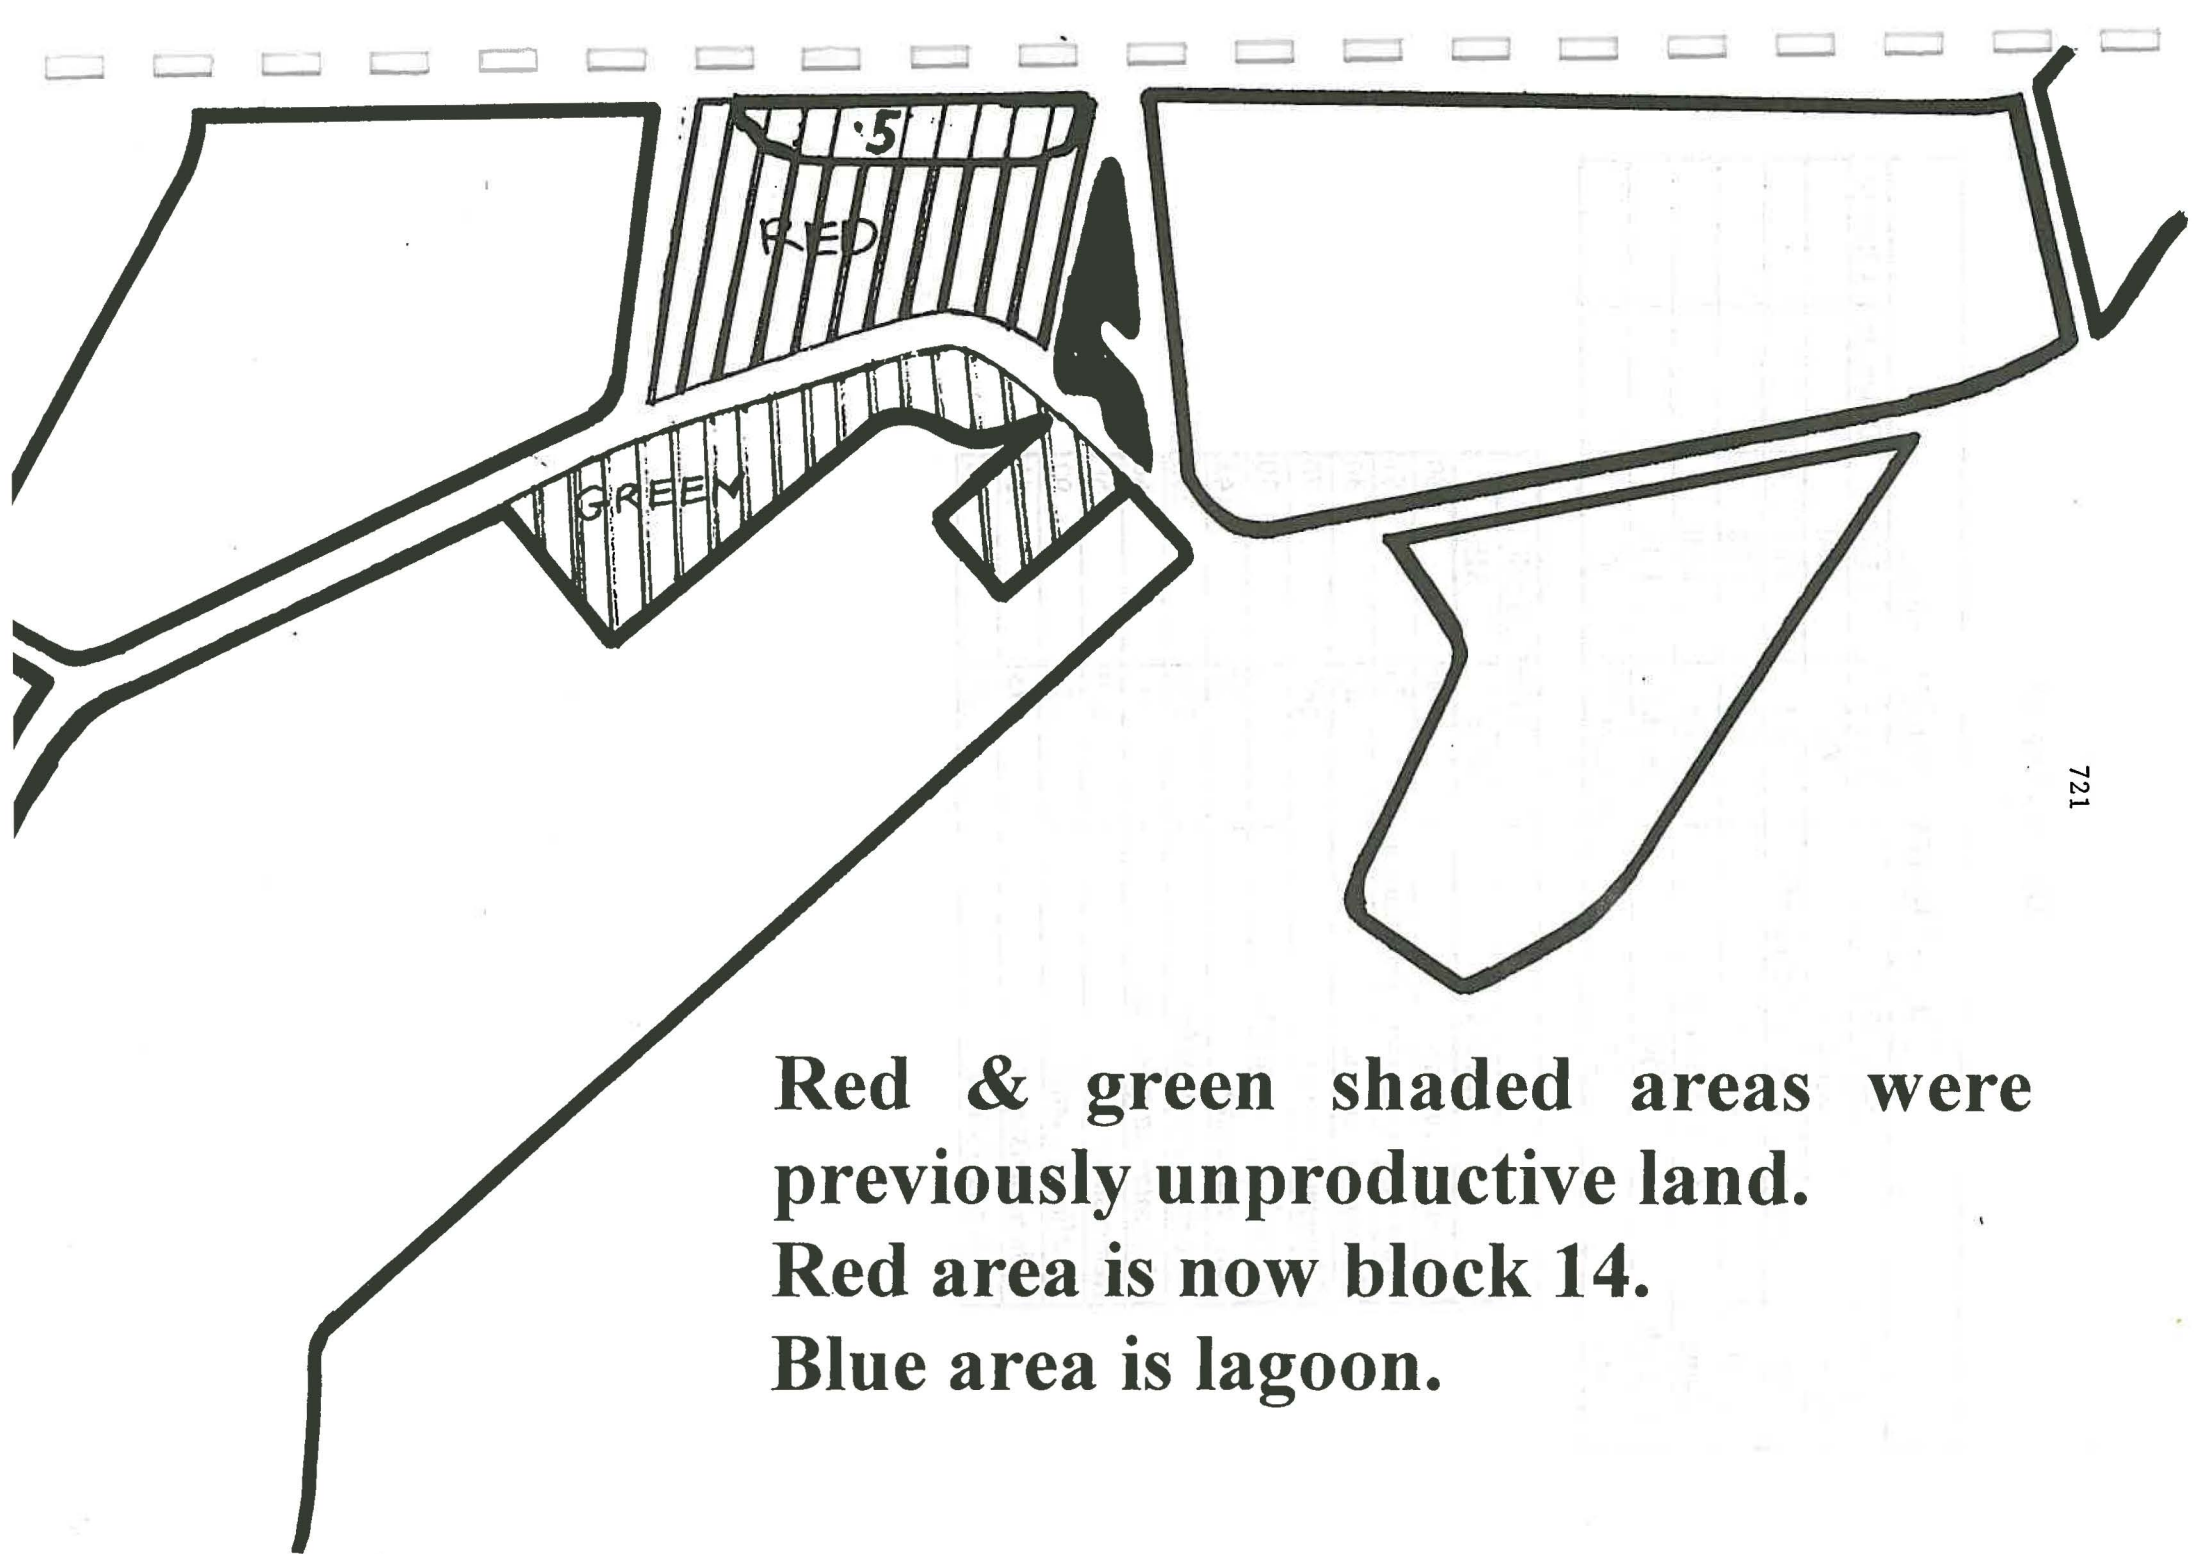 .5
RED
GREEN
721
Red & green shaded areas were
previously unproductive land.
Red area is now block 14.
Blue area is lagoon.